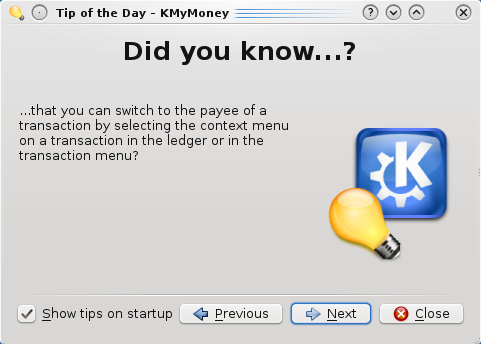 Tip of the Day – KMyMoney
Did you know...?
...that you can switch to the payee of a
transaction by selecting the context menu
on a transaction in the ledger or in the
transaction menu?
Show tips on startup
Previous
Next
Close